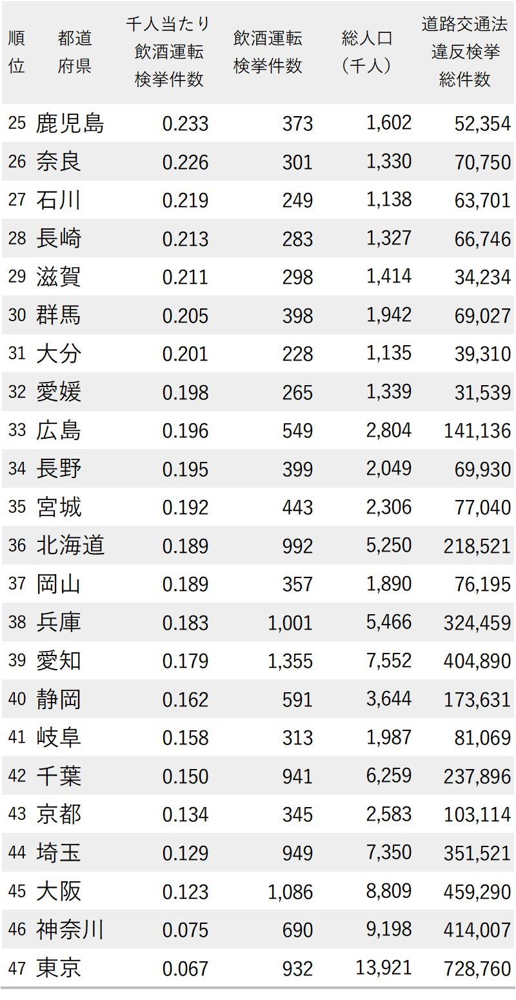 順位 都道府県 千人当たり飲酒運転検挙件数 飲酒運転検挙件数 総人口（千人） 道路交通法違反検挙総件数
25 鹿児島 0.233 373 1,602 52,354
26 奈良 0.226 301 1,330 70,750
27 石川 0.219 249 1,138 63,701
28 長崎 0.213 283 1,327 66,746
29 滋賀 0.211 298 1,414 34,234
30 群馬 0.205 398 1,942 69,027
31 大分 0.201 228 1,135 39,310
32 愛媛 0.198 265 1,339 31,539
33 広島 0.196 549 2,804 141,136
34 長野 0.195 399 2,049 69,930
35 宮城 0.192 443 2,306 77,040
36 北海道 0.189 992 5,250 218,521
37 岡山 0.189 357 1,890 76,195
38 兵庫 0.183 1,001 5,466 324,459
39 愛知 0.179 1,355 7,552 404,890
40 静岡 0.162 591 3,644 173,631
41 岐阜 0.158 313 1,987 81,069
42 千葉 0.150 941 6,259 237,896
43 京都 0.134 345 2,583 103,114
44 埼玉 0.129 949 7,350 351,521
45 大阪 0.123 1,086 8,809 459,290
46 神奈川 0.075 690 9,198 414,007
47 東京 0.067 932 13,921 728,760